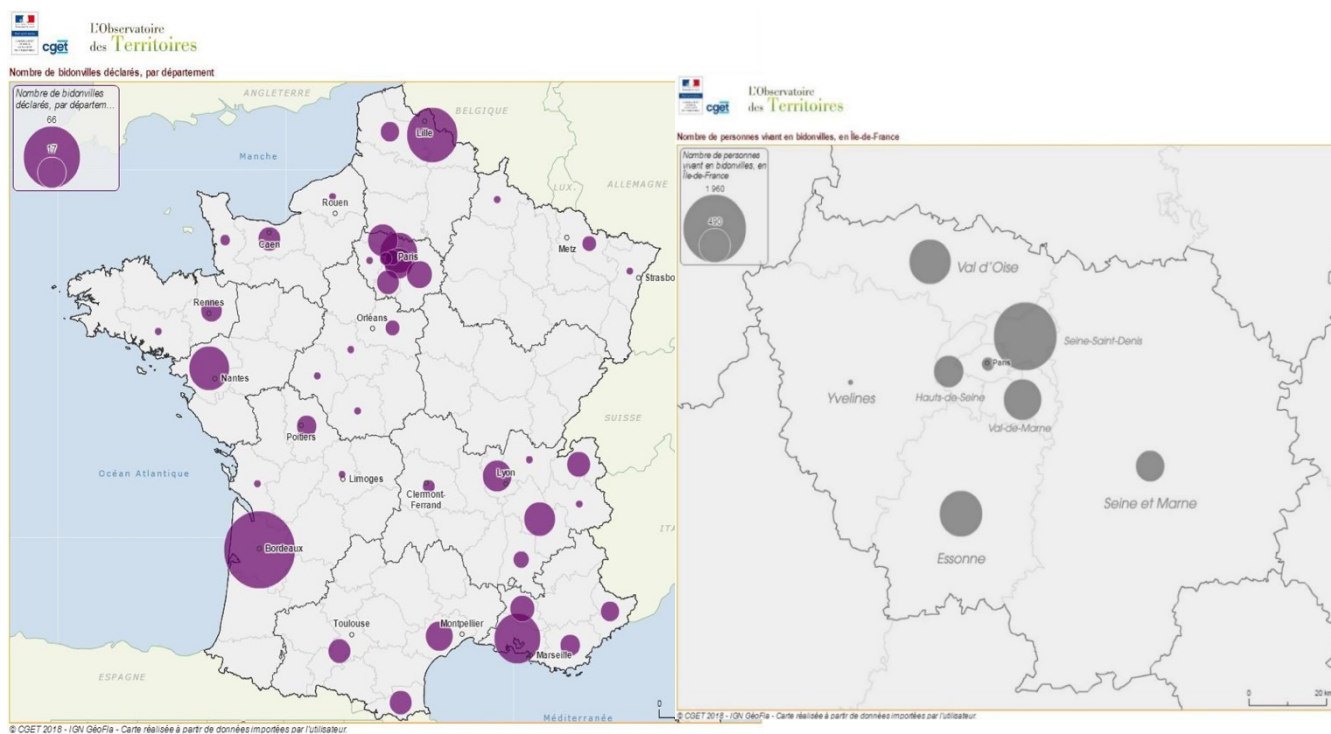 cget
L'Observatoire
des Territoires
Nombre de bidonvilles déclarés, par département
Nombre de bidonvilles
déclarés, par départem...
66
17
ANGLETERRE
BELGIQUE
Lille
Manche
LUX.
ALLEMAGNE
Rouen
Caen
Metz
Paris
Strasbo
Rennes
Orléans
Nantes
SUISSE
Poitiers
Océan Atlantique
Limoges
Lyon
Clermont-
Ferrand
ITA
Bordeaux
Toulouse
Montpellier
Marseille
ESPAGNE
Méditerranée
0
© CGET 2018 - IGN GéoFla - Carte réalisée à partir de données importées par l'utilisateur.
cget
L'Observatoire
des Territoires
Nombre de personnes vivant en bidonvilles, en Île-de-France
Nombre de personnes
vivant en bidonvilles, en
Île-de-France
1 960
490
Val d'Oise
Seine-Saint-Denis
Paris
Yvelines
Hauts-de-Seine
Val-de-Marne
Seine et Marne
Essonne
0 20 km
© CGET 2018 - IGN GéoFla - Carte réalisée à partir de données importées par l'utilisateur.